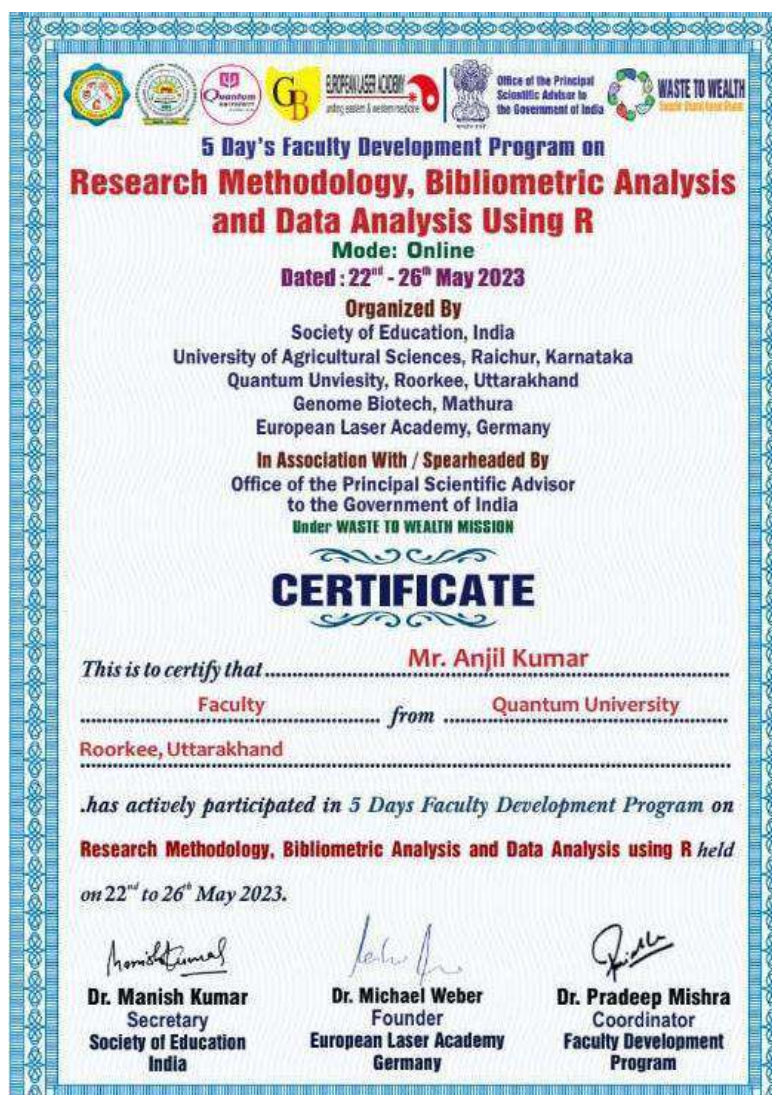 Quantum
UNIVERSITY
GB
EUROPEAN LASER ACADEMY
uniting eastern & western medicine
Office of the Principal
Scientific Advisor to
the Government of India
WASTE TO WEALTH
5 Day's Faculty Development Program on
Research Methodology, Bibliometric Analysis
and Data Analysis Using R
Mode: Online
Dated : 22nd - 26th May 2023
Organized By
Society of Education, India
University of Agricultural Sciences, Raichur, Karnataka
Quantum Unviesity, Roorkee, Uttarakhand
Genome Biotech, Mathura
European Laser Academy, Germany
In Association With / Spearheaded By
Office of the Principal Scientific Advisor
to the Government of India
Under WASTE TO WEALTH MISSION
CERTIFICATE
This is to certify that Mr. Anjil Kumar
Faculty from Quantum University
Roorkee, Uttarakhand
.has actively participated in 5 Days Faculty Development Program on
Research Methodology, Bibliometric Analysis and Data Analysis using R held
on 22nd to 26th May 2023.
Dr. Manish Kumar
Secretary
Society of Education
India
Dr. Michael Weber
Founder
European Laser Academy
Germany
Dr. Pradeep Mishra
Coordinator
Faculty Development
Program